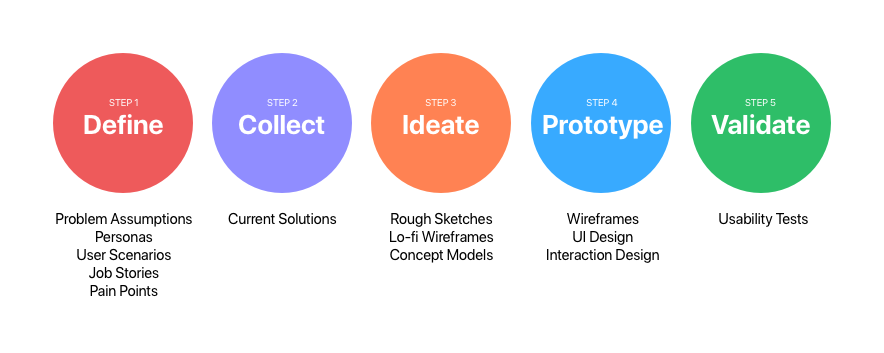 STEP 1
Define
Problem Assumptions
Personas
User Scenarios
Job Stories
Pain Points
STEP 2
Collect
Current Solutions
STEP 3
Ideate
Rough Sketches
Lo-fi Wireframes
Concept Models
STEP 4
Prototype
Wireframes
UI Design
Interaction Design
STEP 5
Validate
Usability Tests